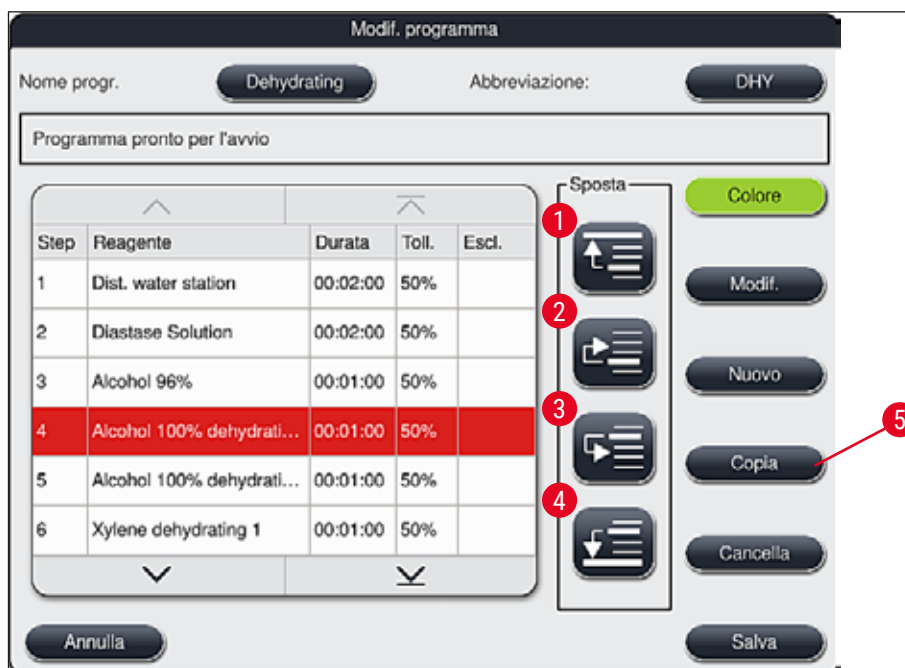 Modif. programma
Nome progr. Dehydrating Abbreviazione: DHY
Programma pronto per l'avvio
Sposta Colore
1
Step Reagente Durata Toll. Escl.
1 Dist. water station 00:02:00 50% Modif.
2
2 Diastase Solution 00:02:00 50%
3 Alcohol 96% 00:01:00 50% Nuovo
3
4 Alcohol 100% dehydrati... 00:01:00 50%
5
5 Alcohol 100% dehydrati... 00:01:00 50% Copia
4
6 Xylene dehydrating 1 00:01:00 50%
Cancella
Annulla Salva